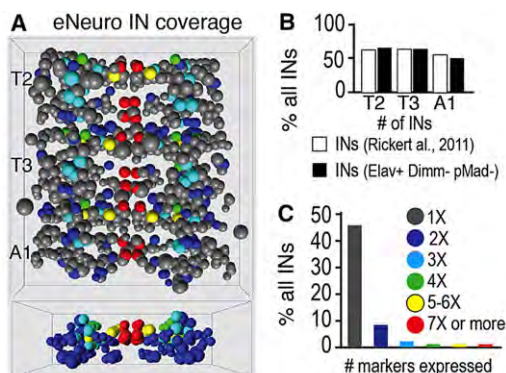 A eNeuro IN coverage
T2
T3
A1
B
% all INs
100
50
0
T2 T3 A1
# of INs
INs (Rickert et al., 2011)
INs (Elav+ Dimm- pMad-)
C
% all INs
50
40
30
20
10
0
1X
2X
3X
4X
5-6X
7X or more
# markers expressed